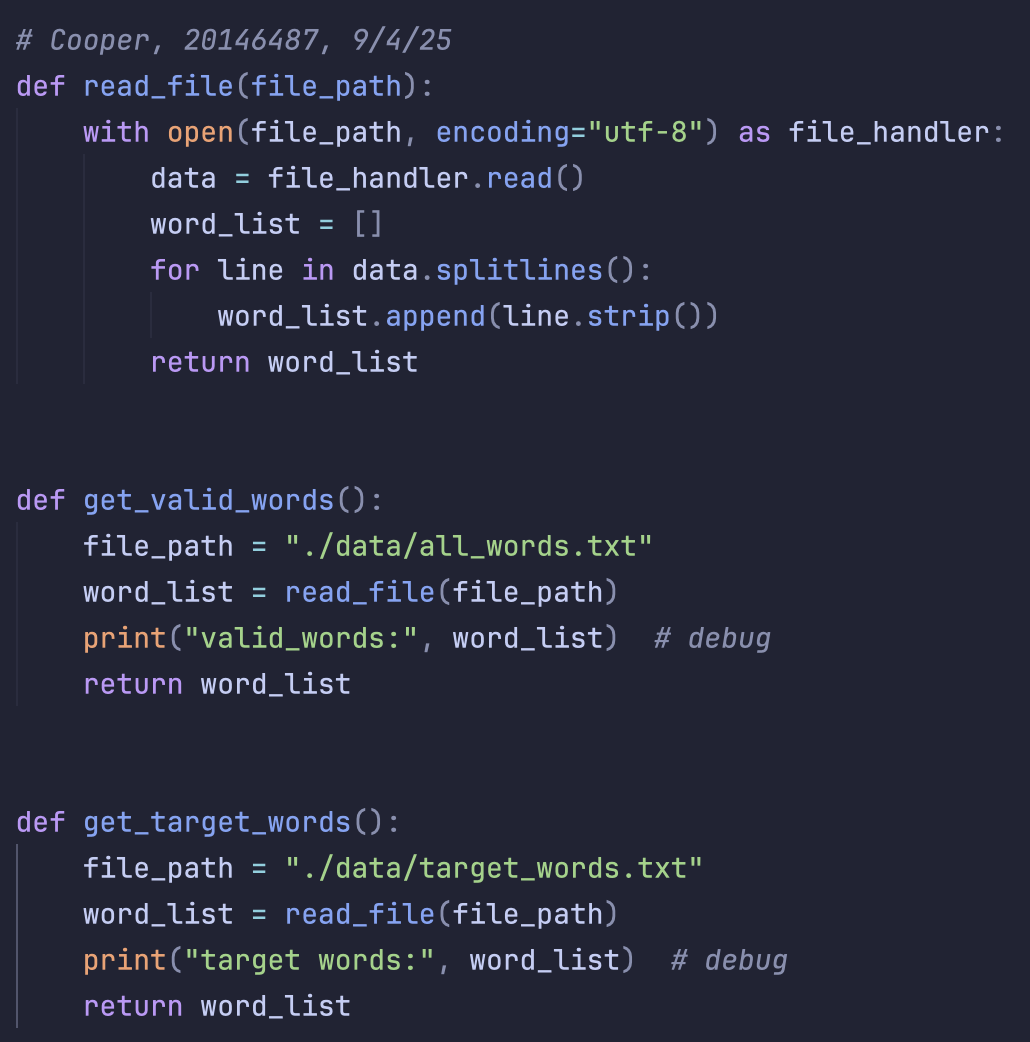 # Cooper, 20146487, 9/4/25
def read_file(file_path):
    with open(file_path, encoding="utf-8") as file_handler:
        data = file_handler.read()
        word_list = []
        for line in data.splitlines():
            word_list.append(line.strip())
        return word_list


def get_valid_words():
    file_path = "./data/all_words.txt"
    word_list = read_file(file_path)
    print("valid_words:", word_list)  # debug
    return word_list


def get_target_words():
    file_path = "./data/target_words.txt"
    word_list = read_file(file_path)
    print("target words:", word_list)  # debug
    return word_list